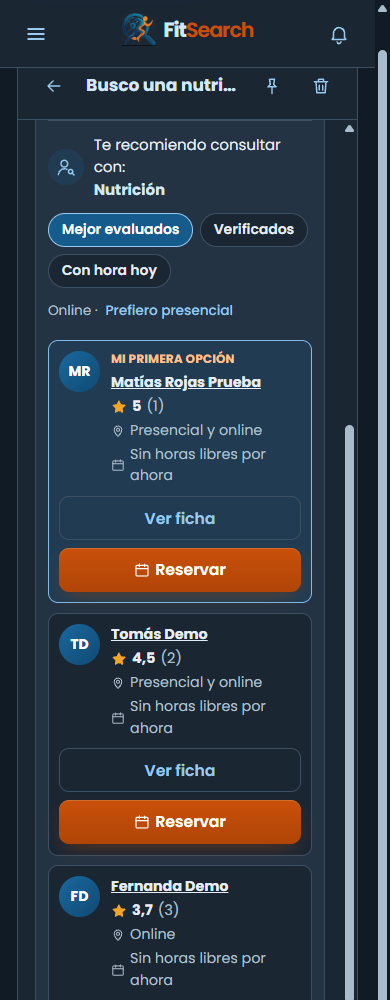 FitSearch
Busco una nutri...
Te recomiendo consultar
con:
Nutrición
Mejor evaluados
Verificados
Con hora hoy
Online · Prefiero presencial
MR
MI PRIMERA OPCIÓN
Matías Rojas Prueba
5 (1)
Presencial y online
Sin horas libres por
ahora
Ver ficha
Reservar
TD
Tomás Demo
4,5 (2)
Presencial y online
Sin horas libres por
ahora
Ver ficha
Reservar
FD
Fernanda Demo
3,7 (3)
Online
Sin horas libres por
ahora